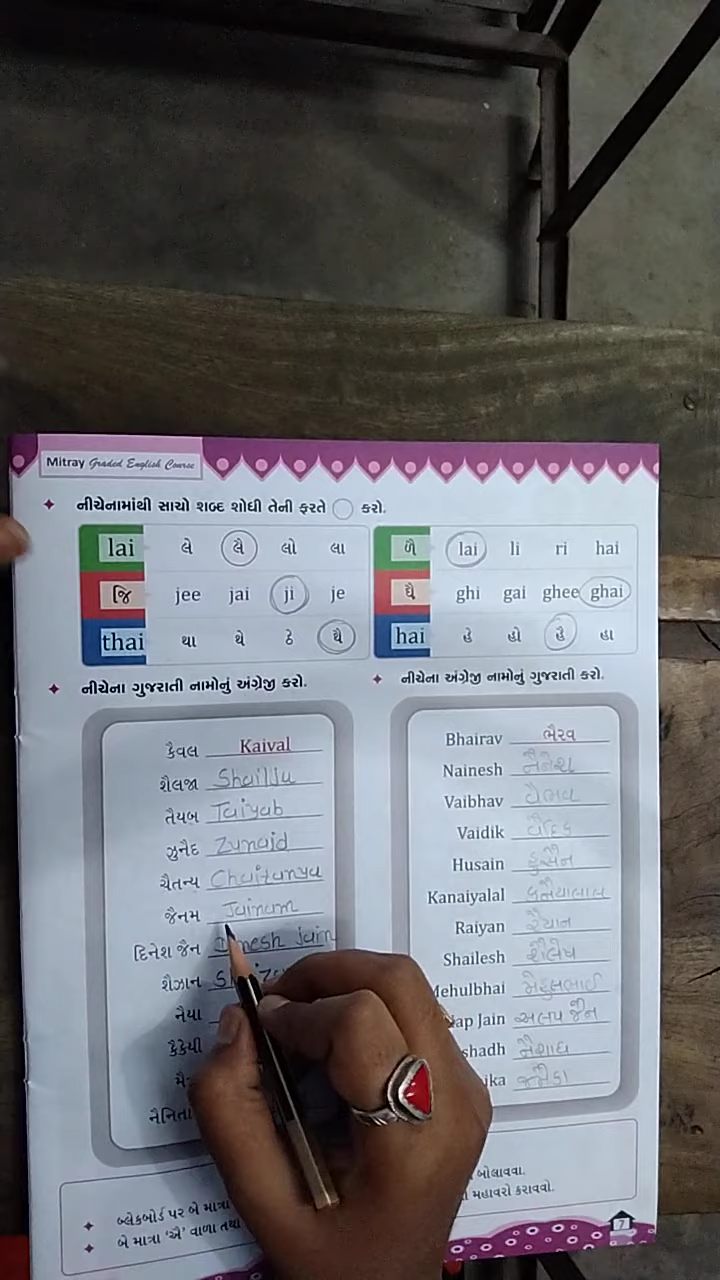 Mitray Graded English Course
✦ નીચેનામાંથી સાચો શબ્દ શોધી તેની ફરતે ◯ કરો.
lai લે લૈ લો લા
જિ jee jai ji je
thai થા થે ઠે થૈ
ળૈ lai li ri hai
ઘૈ ghi gai ghee ghai
hai હે હો હૈ હા
✦ નીચેના ગુજરાતી નામોનું અંગ્રેજી કરો.
કૈવલ Kaival
શૈલજા Shailju
તૈયબ Taiyab
ઝુનૈદ Zunaid
ચૈતન્ય Chaitanya
જૈનમ Jainam
દિનેશ જૈન Dinesh jain
શૈઝાન
નૈયા
કૈકેયી
નૈનિતા
✦ નીચેના અંગ્રેજી નામોનું ગુજરાતી કરો.
Bhairav ભૈરવ
Nainesh નૈનેશ
Vaibhav વૈભવ
Vaidik વૈદિક
Husain હુસૈન
Kanaiyalal કનૈયાલાલ
Raiyan રૈયાન
Shailesh શૈલેષ
Mehulbhai મેહુલભાઈ
Jain અલપ જૈન
shadh નૈશાધ
ika
✦ બ્લેકબોર્ડ પર બે માત્રા
બોલાવવા.
✦ બે માત્રા 'ઐ' વાળા તથા
મહાવરો કરાવવો.
7